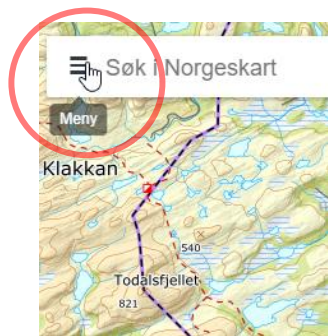 Søk i Norgeskart
Meny
Klakkan
540
Todalsfjellet
821